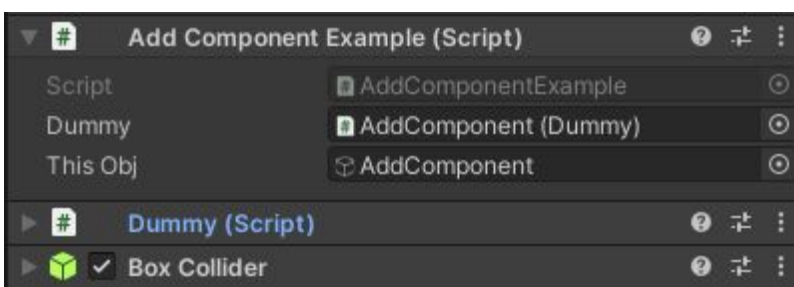 Add Component Example (Script)
Script AddComponentExample
Dummy AddComponent (Dummy)
This Obj AddComponent
Dummy (Script)
Box Collider